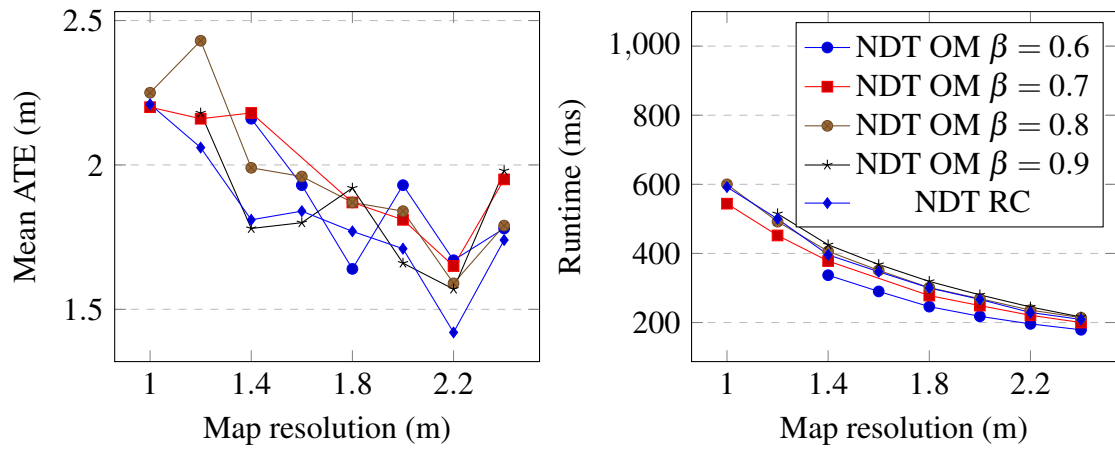 2.5
2
1.5
Mean ATE (m)
1
1.4
1.8
2.2
Map resolution (m)
1,000
800
600
400
200
Runtime (ms)
1
1.4
1.8
2.2
Map resolution (m)
NDT OM β = 0.6
NDT OM β = 0.7
NDT OM β = 0.8
NDT OM β = 0.9
NDT RC